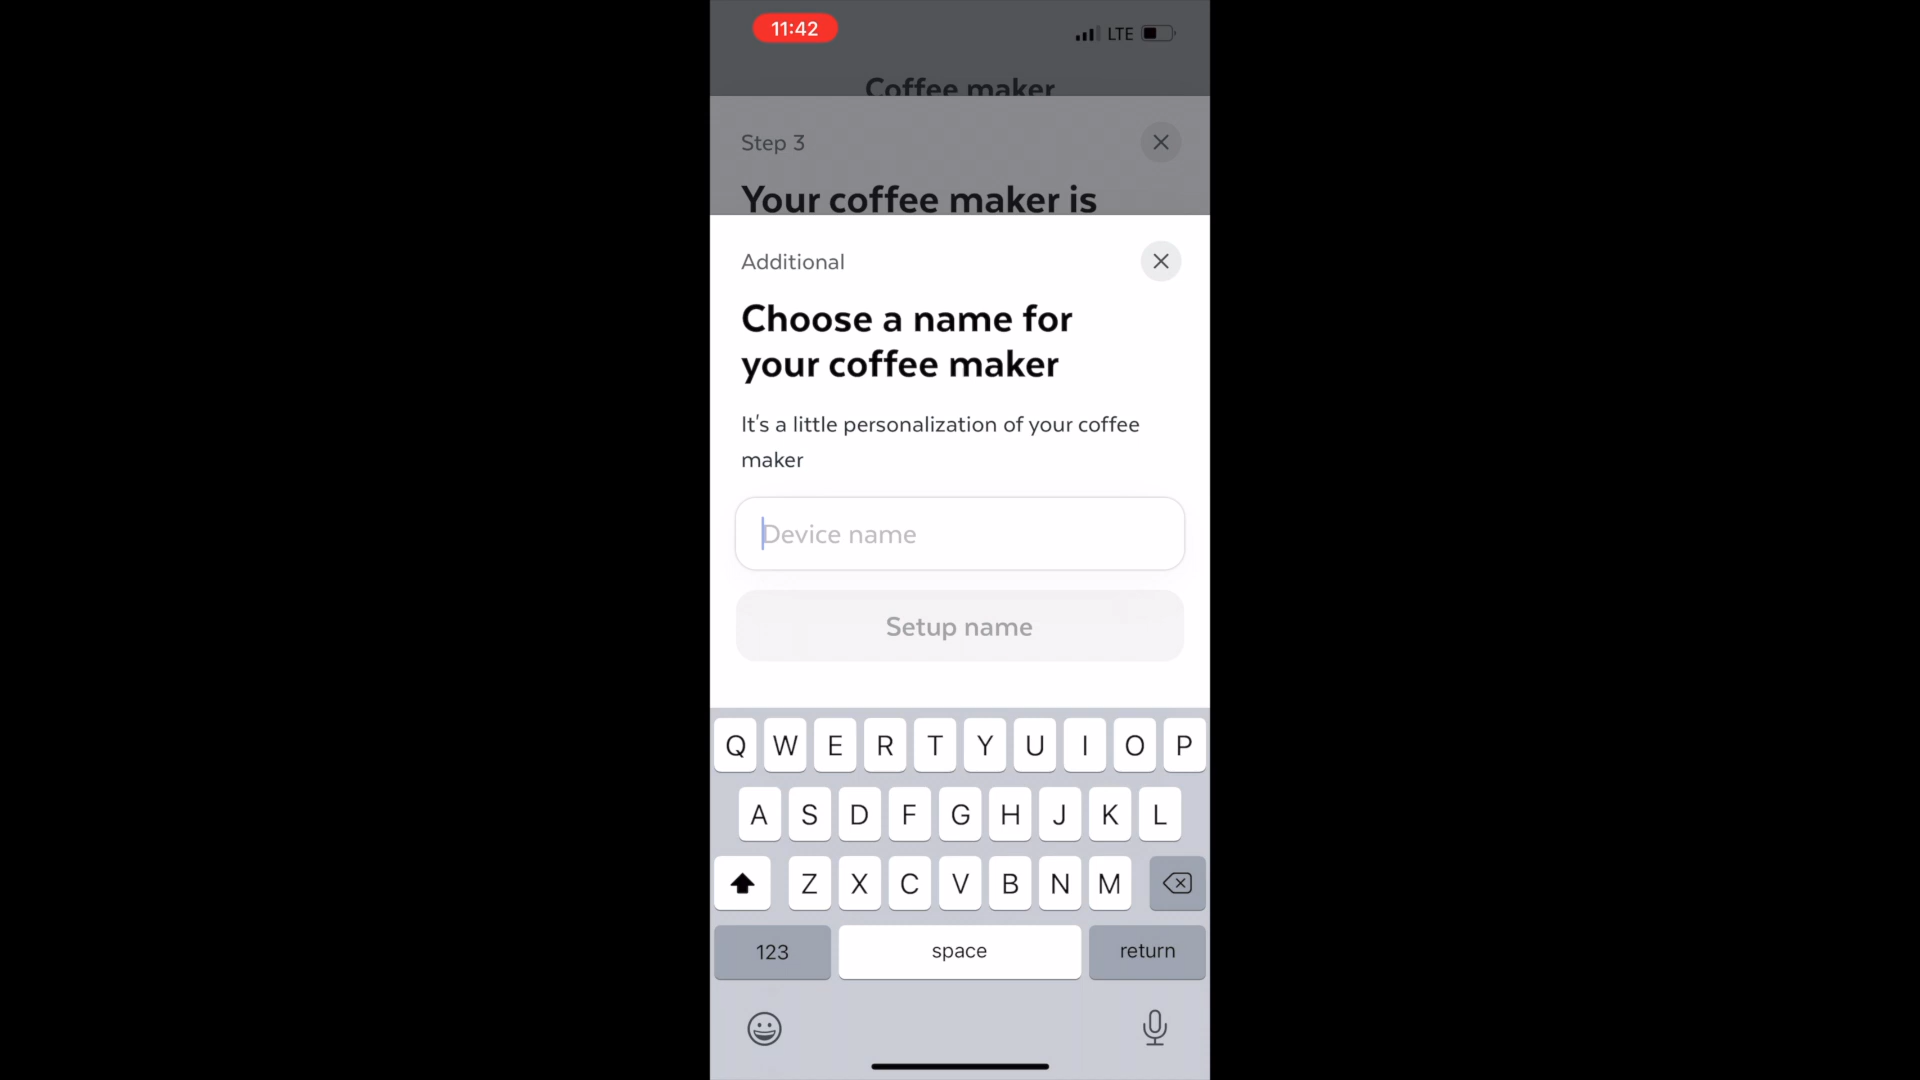 11:42
LTE
Coffee maker
Step 3
Your coffee maker is
Additional
Choose a name for
your coffee maker
It's a little personalization of your coffee
maker
Device name
Setup name
Q W E R T Y U I O P
A S D F G H J K L
Z X C V B N M
123 space return